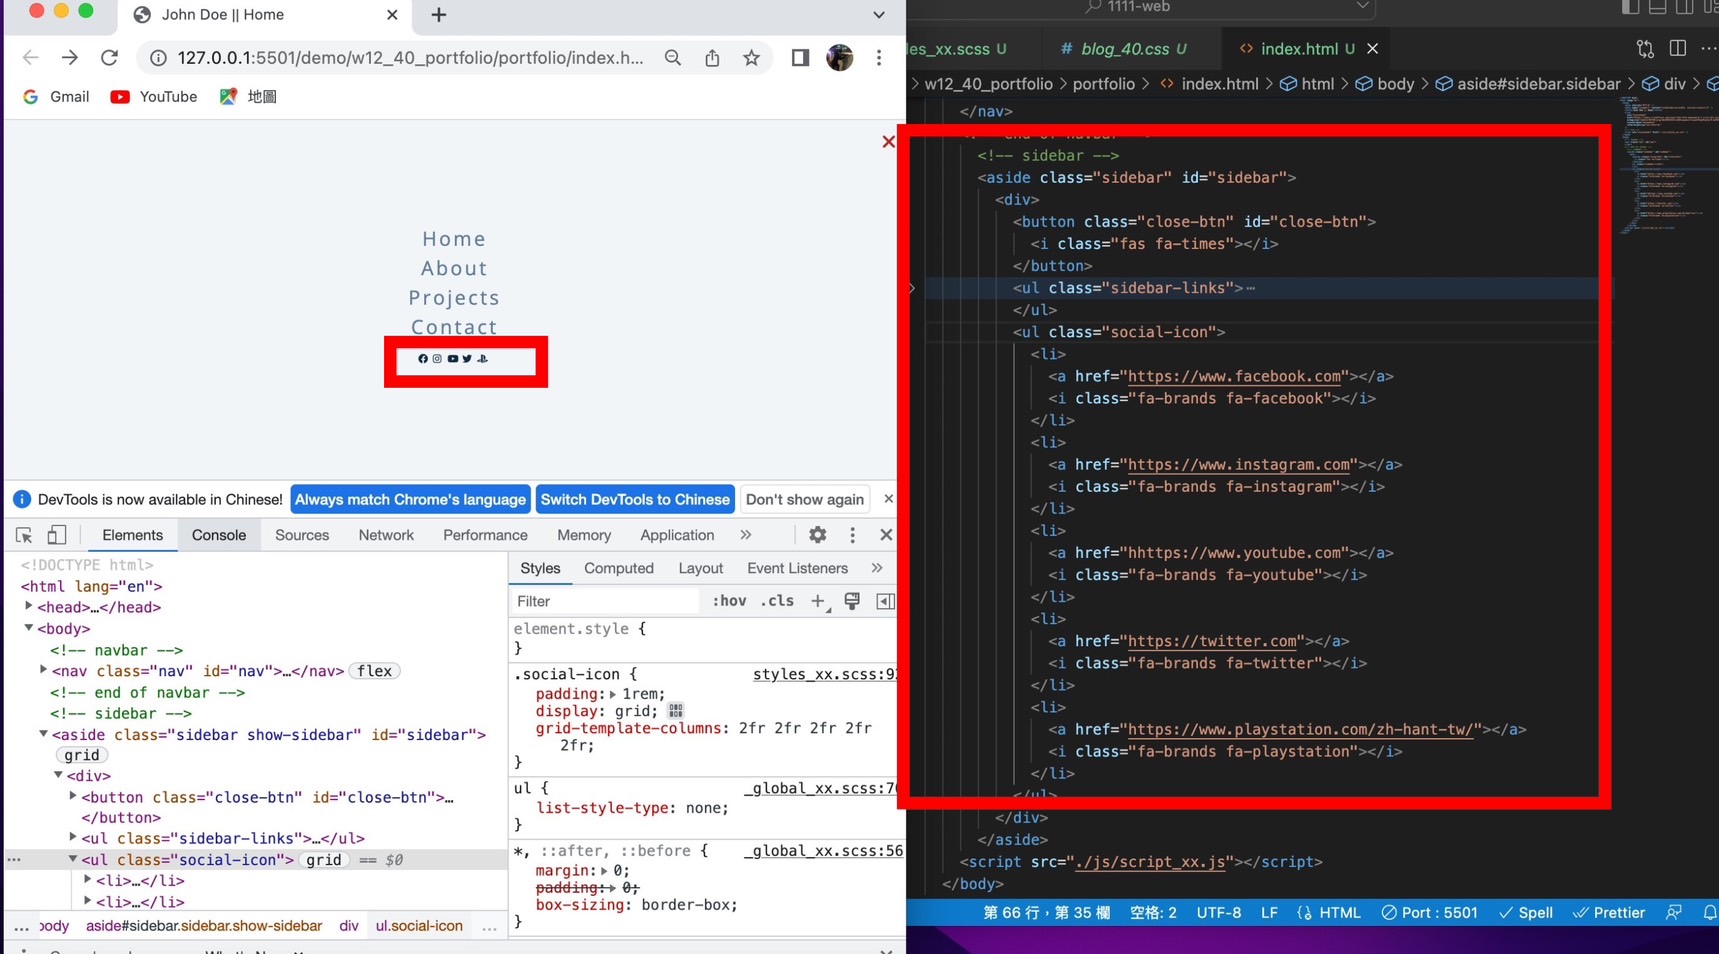 John Doe || Home
127.0.0.1:5501/demo/w12_40_portfolio/portfolio/index.h...
Gmail YouTube 地圖
Home
About
Projects
Contact
DevTools is now available in Chinese! Always match Chrome's language Switch DevTools to Chinese Don't show again
Elements Console Sources Network Performance Memory Application
<!DOCTYPE html>
<html lang="en">
<head>…</head>
<body>
<!-- navbar -->
<nav class="nav" id="nav">…</nav> flex
<!-- end of navbar -->
<!-- sidebar -->
<aside class="sidebar show-sidebar" id="sidebar">
grid
<div>
<button class="close-btn" id="close-btn">…
</button>
<ul class="sidebar-links">…</ul>
<ul class="social-icon"> grid == $0
<li>…</li>
<li>…</li>
... body aside#sidebar.sidebar.show-sidebar div ul.social-icon ...
Styles Computed Layout Event Listeners
Filter :hov .cls
element.style {
}
.social-icon { styles_xx.scss:93
padding: 1rem;
display: grid;
grid-template-columns: 2fr 2fr 2fr 2fr
2fr;
}
ul { _global_xx.scss:76
list-style-type: none;
}
*, ::after, ::before { _global_xx.scss:56
margin: 0;
padding: 0;
box-sizing: border-box;
}
1111-web
les_xx.scss U # blog_40.css U <> index.html U
w12_40_portfolio > portfolio > <> index.html > html > body > aside#sidebar.sidebar > div >
</nav>
<!-- sidebar -->
<aside class="sidebar" id="sidebar">
<div>
<button class="close-btn" id="close-btn">
<i class="fas fa-times"></i>
</button>
<ul class="sidebar-links">…
</ul>
<ul class="social-icon">
<li>
<a href="https://www.facebook.com"></a>
<i class="fa-brands fa-facebook"></i>
</li>
<li>
<a href="https://www.instagram.com"></a>
<i class="fa-brands fa-instagram"></i>
</li>
<li>
<a href="hhttps://www.youtube.com"></a>
<i class="fa-brands fa-youtube"></i>
</li>
<li>
<a href="https://twitter.com"></a>
<i class="fa-brands fa-twitter"></i>
</li>
<li>
<a href="https://www.playstation.com/zh-hant-tw/"></a>
<i class="fa-brands fa-playstation"></i>
</li>
</ul>
</div>
</aside>
<script src="./js/script_xx.js"></script>
</body>
第 66 行，第 35 欄 空格: 2 UTF-8 LF HTML Port : 5501 Spell Prettier